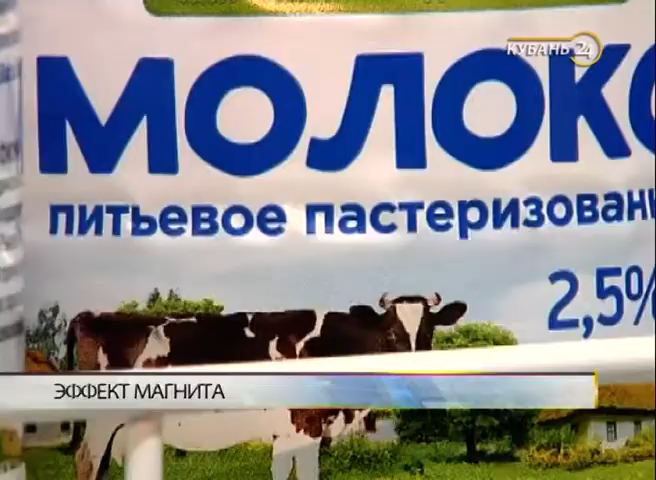 КУБАНЬ 24
МОЛОКО
питьевое пастеризован
2,5%
ЭФФЕКТ МАГНИТА